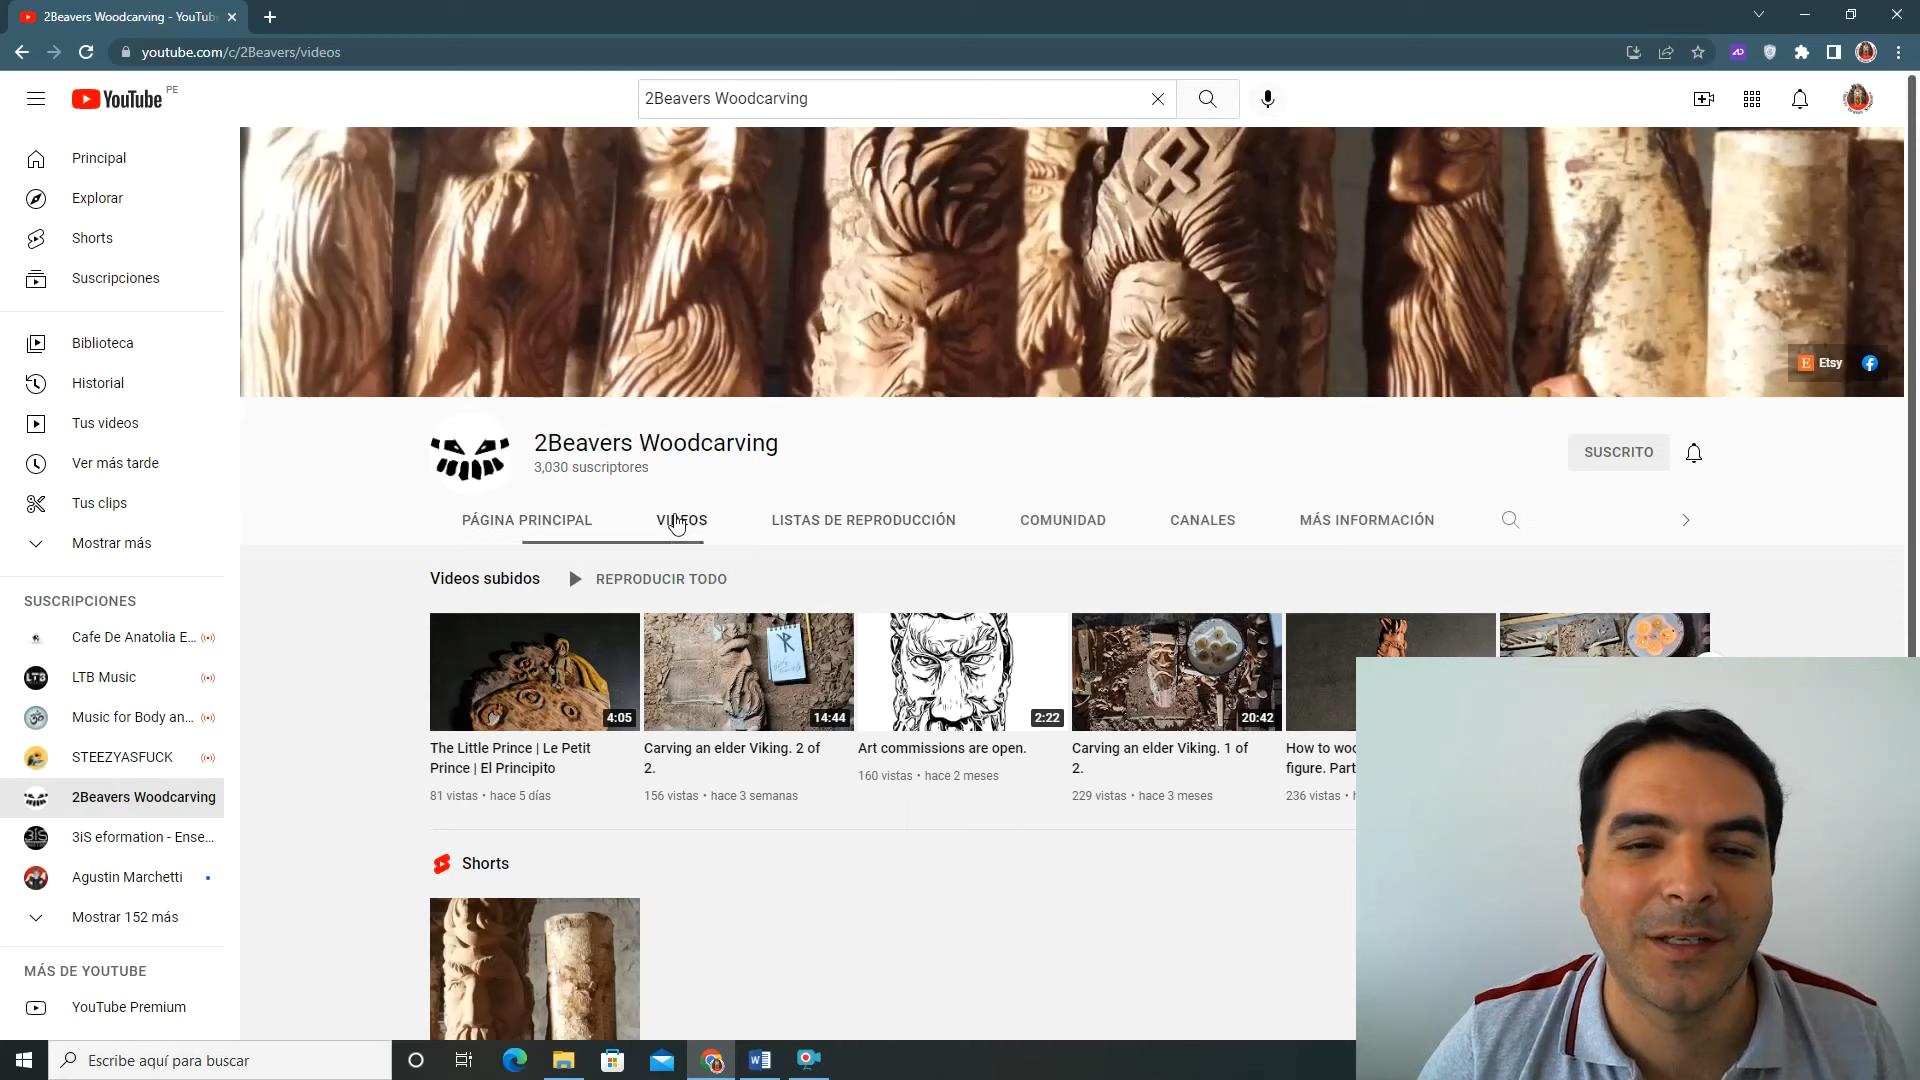 2Beavers Woodcarving - YouTub
youtube.com/c/2Beavers/videos
YouTube PE
2Beavers Woodcarving
Principal
Explorar
Shorts
Suscripciones
Biblioteca
Historial
Tus videos
Ver más tarde
Tus clips
Mostrar más
SUSCRIPCIONES
Cafe De Anatolia E...
LTB Music
Music for Body an...
STEEZYASFUCK
2Beavers Woodcarving
3iS eformation - Ense...
Agustin Marchetti
Mostrar 152 más
MÁS DE YOUTUBE
YouTube Premium
Etsy
2Beavers Woodcarving
3,030 suscriptores
SUSCRITO
PÁGINA PRINCIPAL
VIDEOS
LISTAS DE REPRODUCCIÓN
COMUNIDAD
CANALES
MÁS INFORMACIÓN
Videos subidos
REPRODUCIR TODO
4:05
The Little Prince | Le Petit
Prince | El Principito
81 vistas • hace 5 días
14:44
Carving an elder Viking. 2 of
2.
156 vistas • hace 3 semanas
2:22
Art commissions are open.
160 vistas • hace 2 meses
20:42
Carving an elder Viking. 1 of
2.
229 vistas • hace 3 meses
How to woo
figure. Part
236 vistas •
Shorts
Escribe aquí para buscar